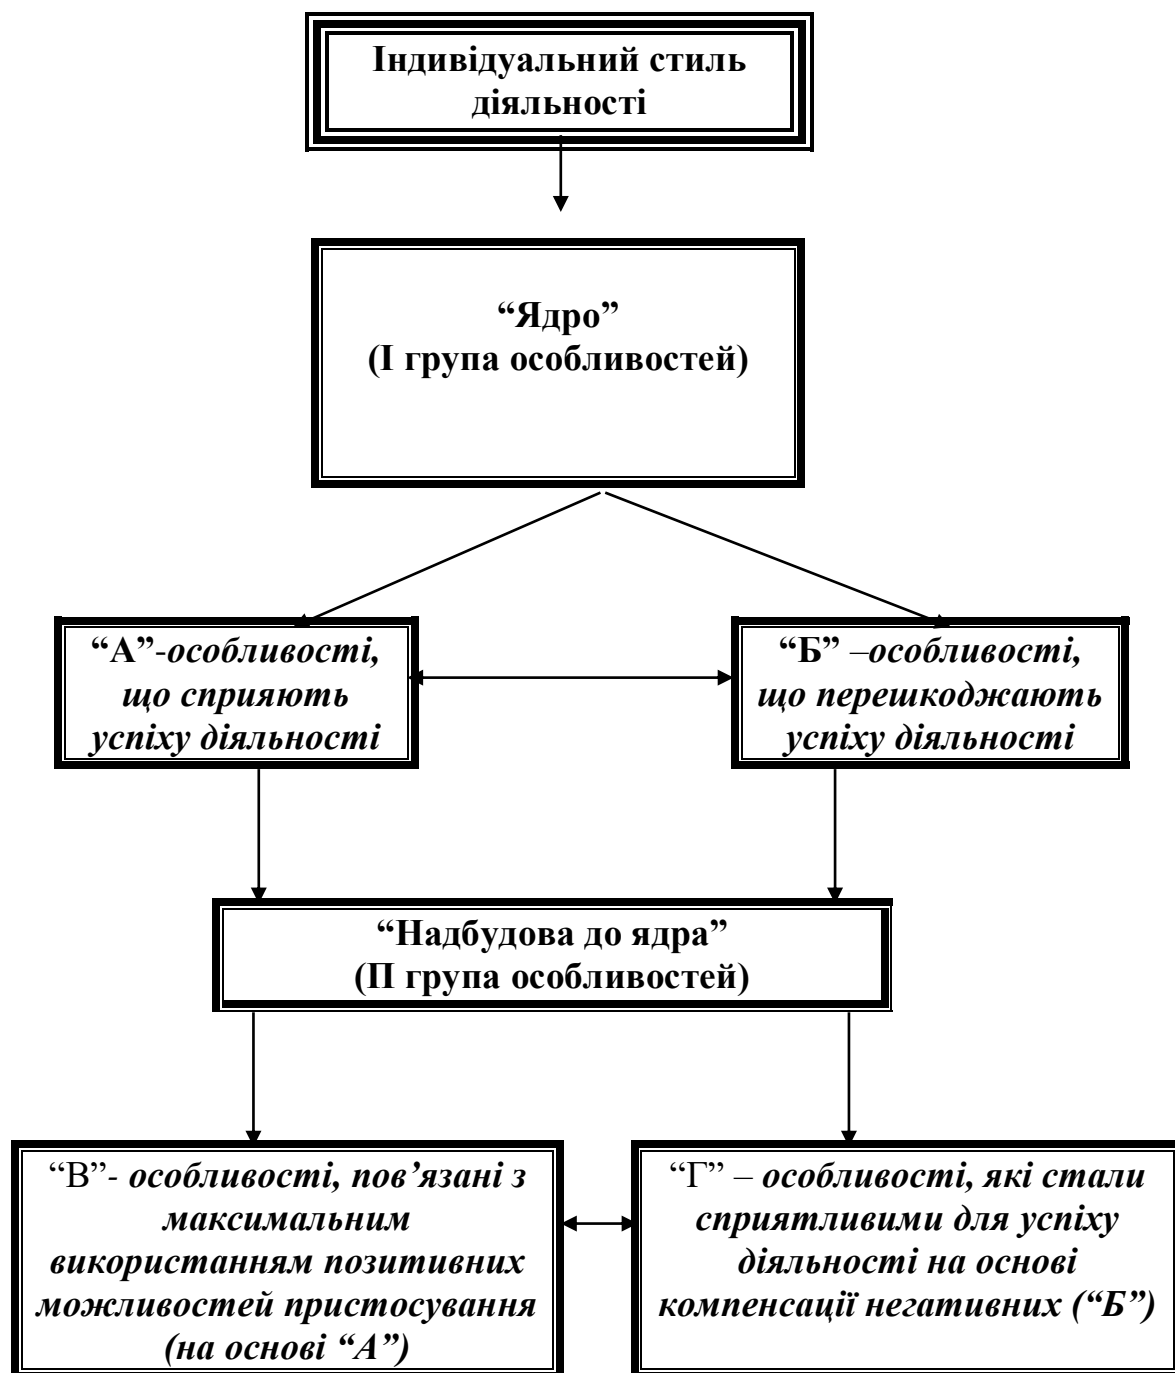 Індивідуальний стиль
діяльності
“Ядро”
(І група особливостей)
“А”-особливості,
що сприяють
успіху діяльності
“Б” –особливості,
що перешкоджають
успіху діяльності
“Надбудова до ядра”
(П група особливостей)
“В”- особливості, пов’язані з
максимальним
використанням позитивних
можливостей пристосування
(на основі “А”)
“Г” – особливості, які стали
сприятливими для успіху
діяльності на основі
компенсації негативних (“Б”)